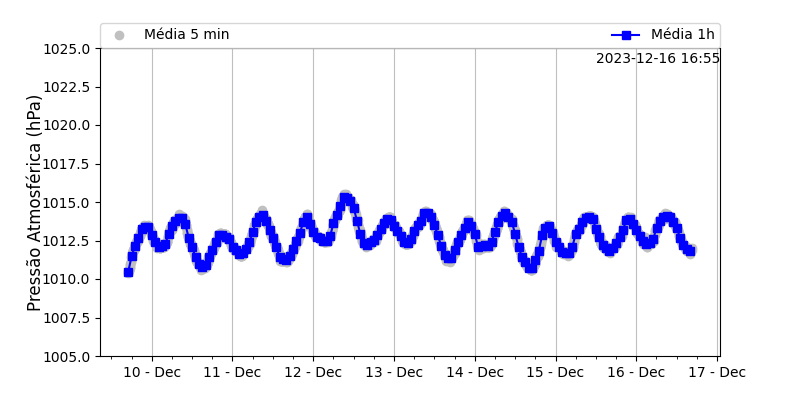 Média 5 min
Média 1h
2023-12-16 16:55
Pressão Atmosférica (hPa)
1025.0
1022.5
1020.0
1017.5
1015.0
1012.5
1010.0
1007.5
1005.0
10 - Dec
11 - Dec
12 - Dec
13 - Dec
14 - Dec
15 - Dec
16 - Dec
17 - Dec